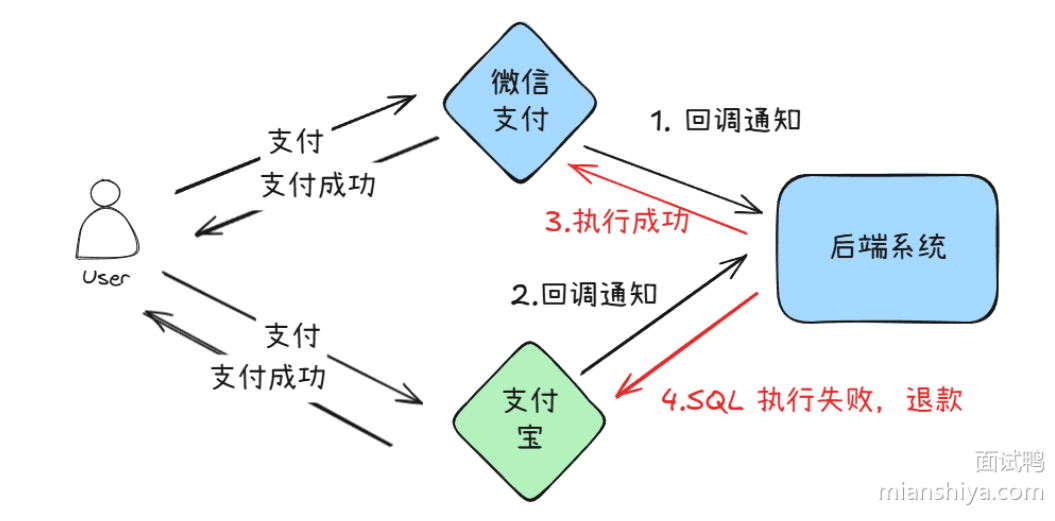 微信
支付
1. 回调通知
支付
支付成功
3.执行成功
后端系统
User
2.回调通知
支付
支付成功
支付
宝
4.SQL 执行失败，退款
面试鸭
mianshiya.com